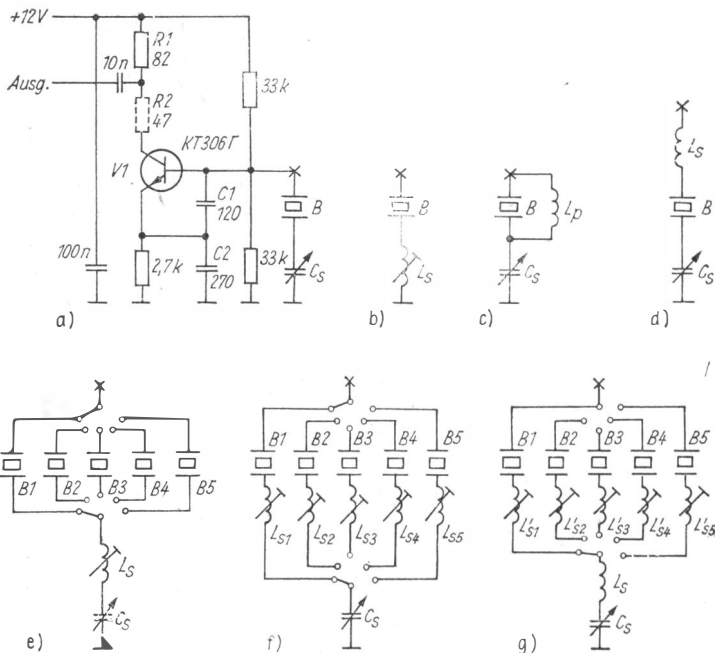 +12V
R1
82
10n
Ausg.
R2
47
33k
КТ306Г
V1
C1
120
B
C2
270
33k
Cs
100n
2,7k
a)
B
Ls
b)
B
Lp
Cs
c)
Ls
B
Cs
d)
B1 B2 B3 B4 B5
Ls
Cs
e)
B1 B2 B3 B4 B5
Ls1 Ls2 Ls3 Ls4 Ls5
Cs
f)
B1 B2 B3 B4 B5
L's1 L's2 L's3 L's4 L's5
Ls
Cs
g)